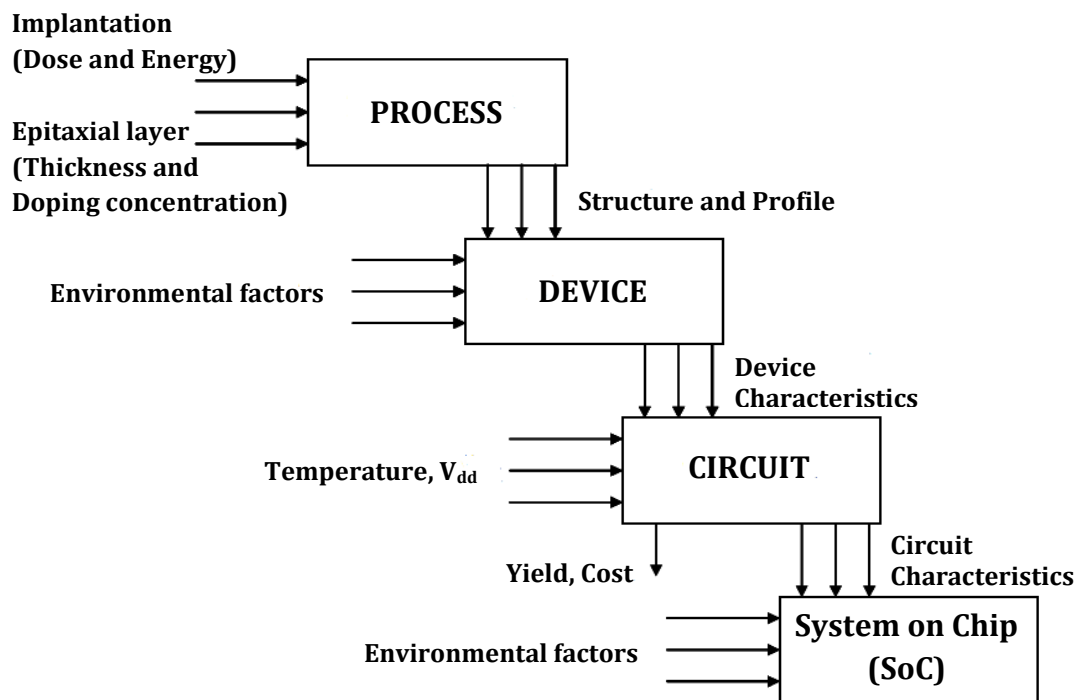 Implantation
(Dose and Energy)
PROCESS
Epitaxial layer
(Thickness and
Doping concentration)
Structure and Profile
Environmental factors
DEVICE
Device
Characteristics
Temperature, Vdd
CIRCUIT
Yield, Cost
Circuit
Characteristics
Environmental factors
System on Chip
(SoC)